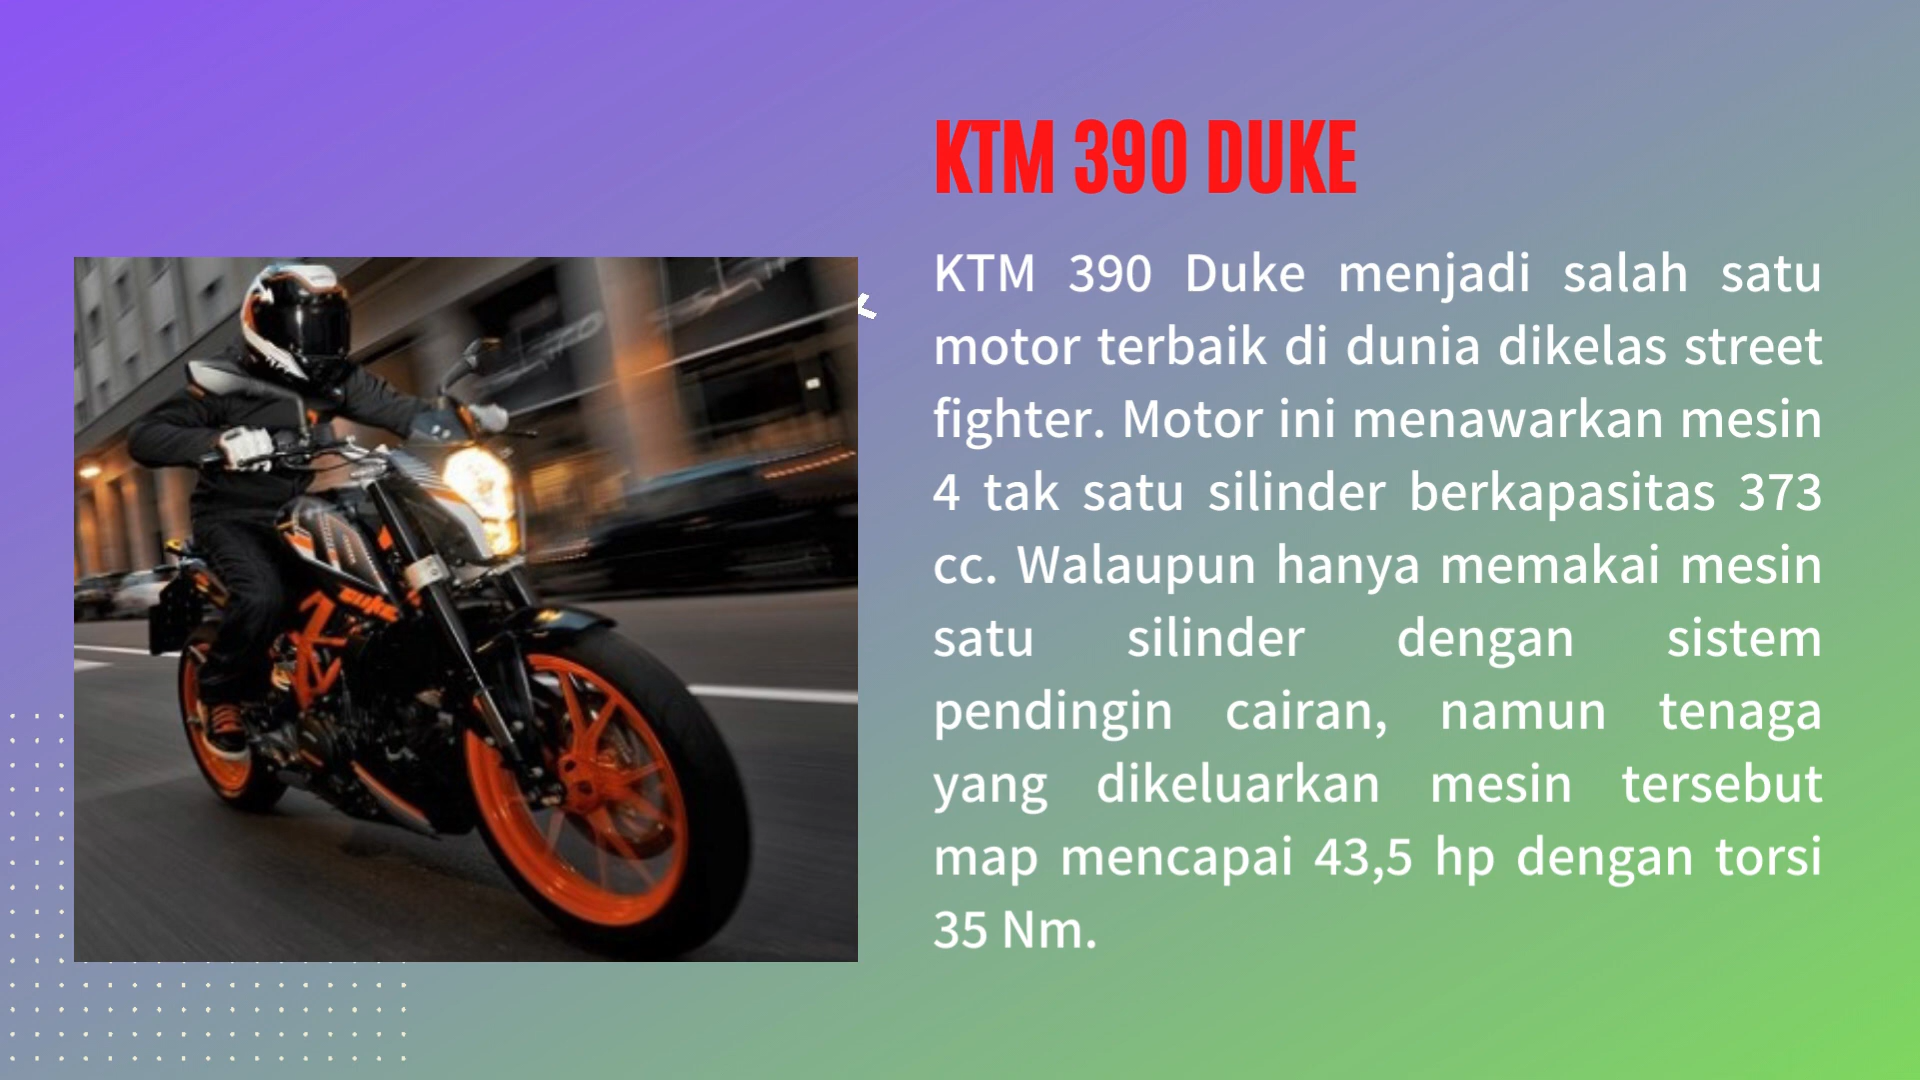 KTM 390 DUKE
KTM 390 Duke menjadi salah satu
motor terbaik di dunia dikelas street
fighter. Motor ini menawarkan mesin
4 tak satu silinder berkapasitas 373
cc. Walaupun hanya memakai mesin
satu silinder dengan sistem
pendingin cairan, namun tenaga
yang dikeluarkan mesin tersebut
map mencapai 43,5 hp dengan torsi
35 Nm.
DUKE